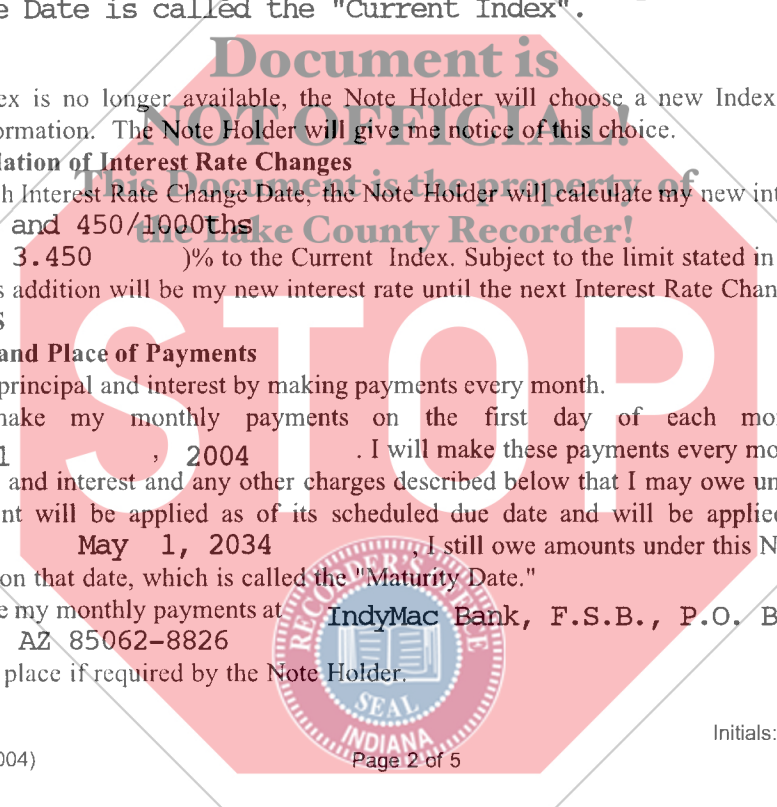 e Date is called the "Current Index".
Document is
ex is no longer available, the Note Holder will choose a new Index
NOT OFFICIAL!
ormation. The Note Holder will give me notice of this choice.
lation of Interest Rate Changes
This Document is the property of
h Interest Rate Change Date, the Note Holder will calculate my new int
and 450/1000ths
the Lake County Recorder!
3.450 )% to the Current Index. Subject to the limit stated in
s addition will be my new interest rate until the next Interest Rate Chan
S
STOP
and Place of Payments
principal and interest by making payments every month.
make my monthly payments on the first day of each mo
1 , 2004 . I will make these payments every mo
and interest and any other charges described below that I may owe un
nt will be applied as of its scheduled due date and will be applied
May 1, 2034 , I still owe amounts under this N
on that date, which is called the "Maturity Date."
e my monthly payments at IndyMac Bank, F.S.B., P.O. B
AZ 85062-8826
place if required by the Note Holder.
RECORDER'S OFFICE
SEAL
INDIANA
Initials:
004)
Page 2 of 5